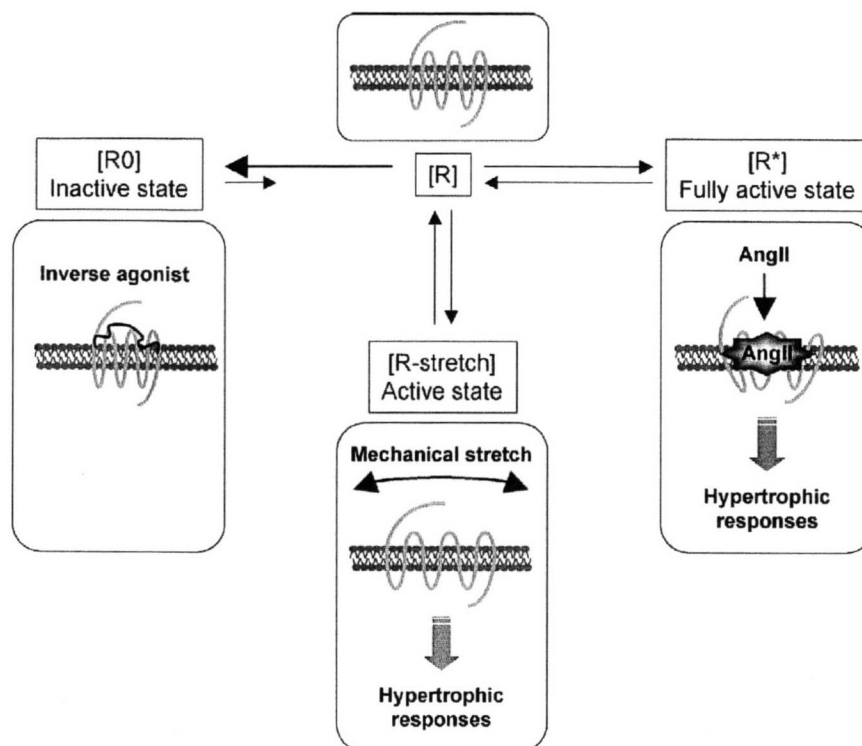 [R0]
Inactive state
[R]
[R*]
Fully active state
Inverse agonist
AngII
AngII
Hypertrophic
responses
[R-stretch]
Active state
Mechanical stretch
Hypertrophic
responses